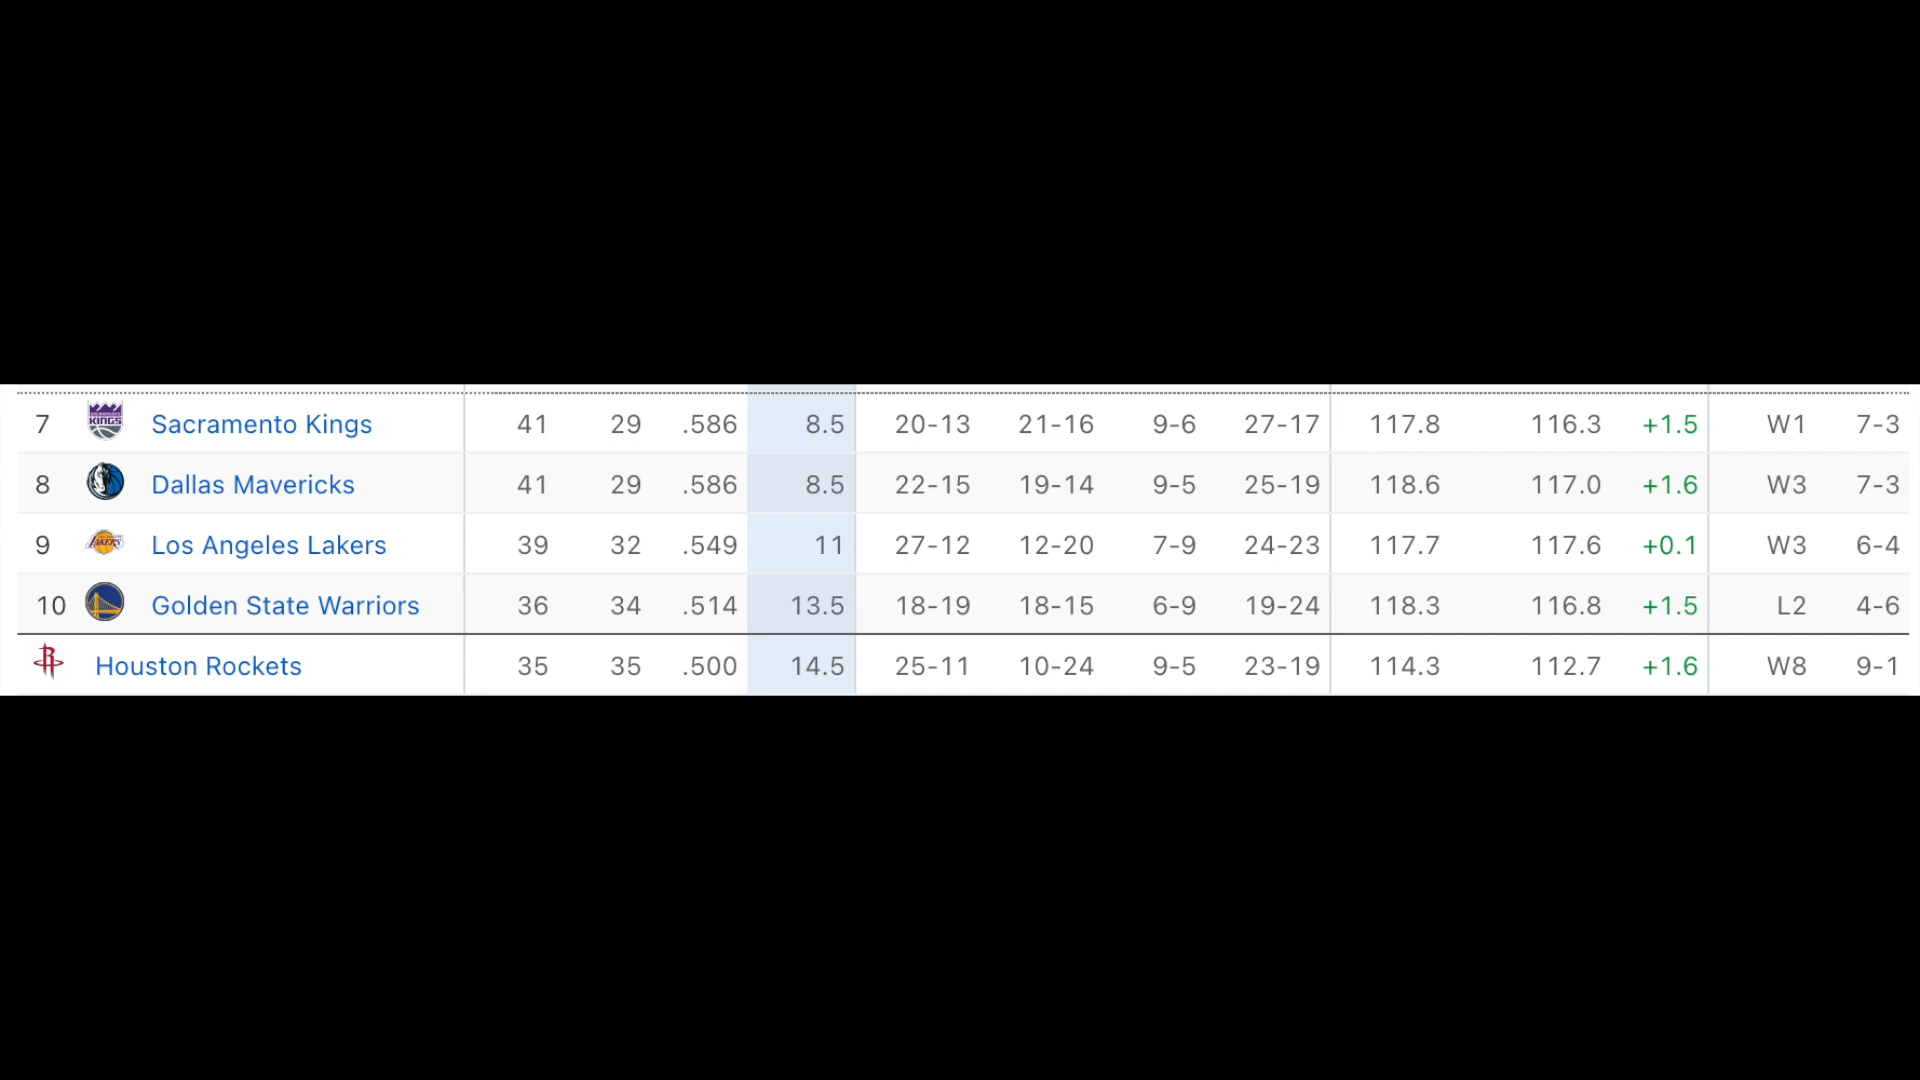 7 KINGS Sacramento Kings 41 29 .586 8.5 20-13 21-16 9-6 27-17 117.8 116.3 +1.5 W1 7-3
8 Dallas Mavericks 41 29 .586 8.5 22-15 19-14 9-5 25-19 118.6 117.0 +1.6 W3 7-3
9 LAKERS Los Angeles Lakers 39 32 .549 11 27-12 12-20 7-9 24-23 117.7 117.6 +0.1 W3 6-4
10 Golden State Warriors 36 34 .514 13.5 18-19 18-15 6-9 19-24 118.3 116.8 +1.5 L2 4-6
R Houston Rockets 35 35 .500 14.5 25-11 10-24 9-5 23-19 114.3 112.7 +1.6 W8 9-1